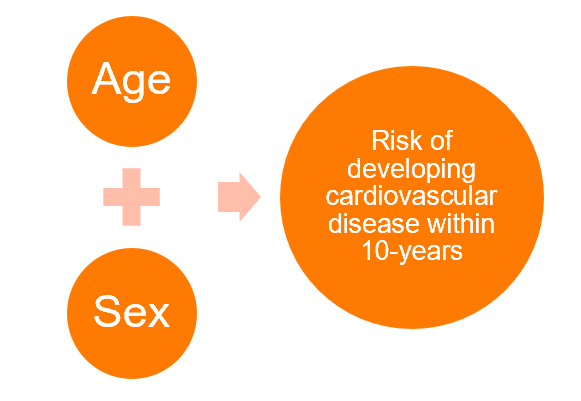 Age
Sex
Risk of
developing
cardiovascular
disease within
10-years